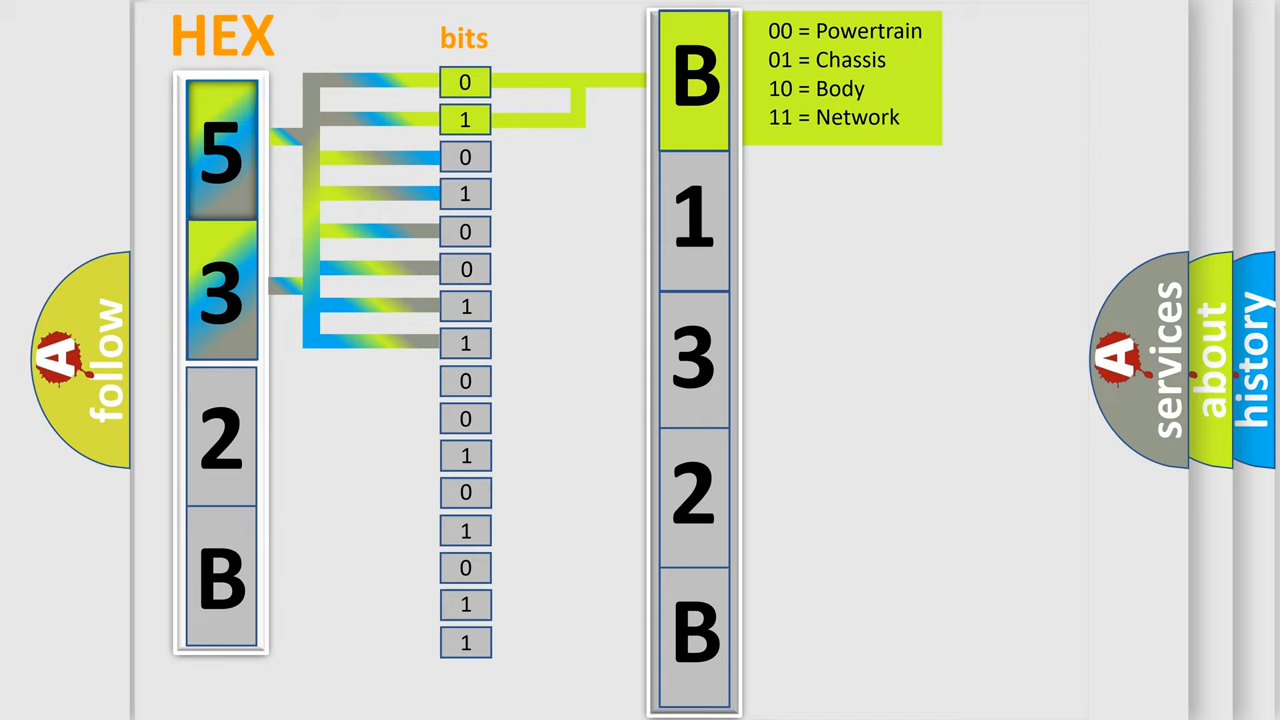 HEX
bits
5
3
2
B
0
1
0
1
0
0
1
1
0
0
1
0
1
0
1
1
B
1
3
2
B
00 = Powertrain
01 = Chassis
10 = Body
11 = Network
A
follow
A
services
about
history